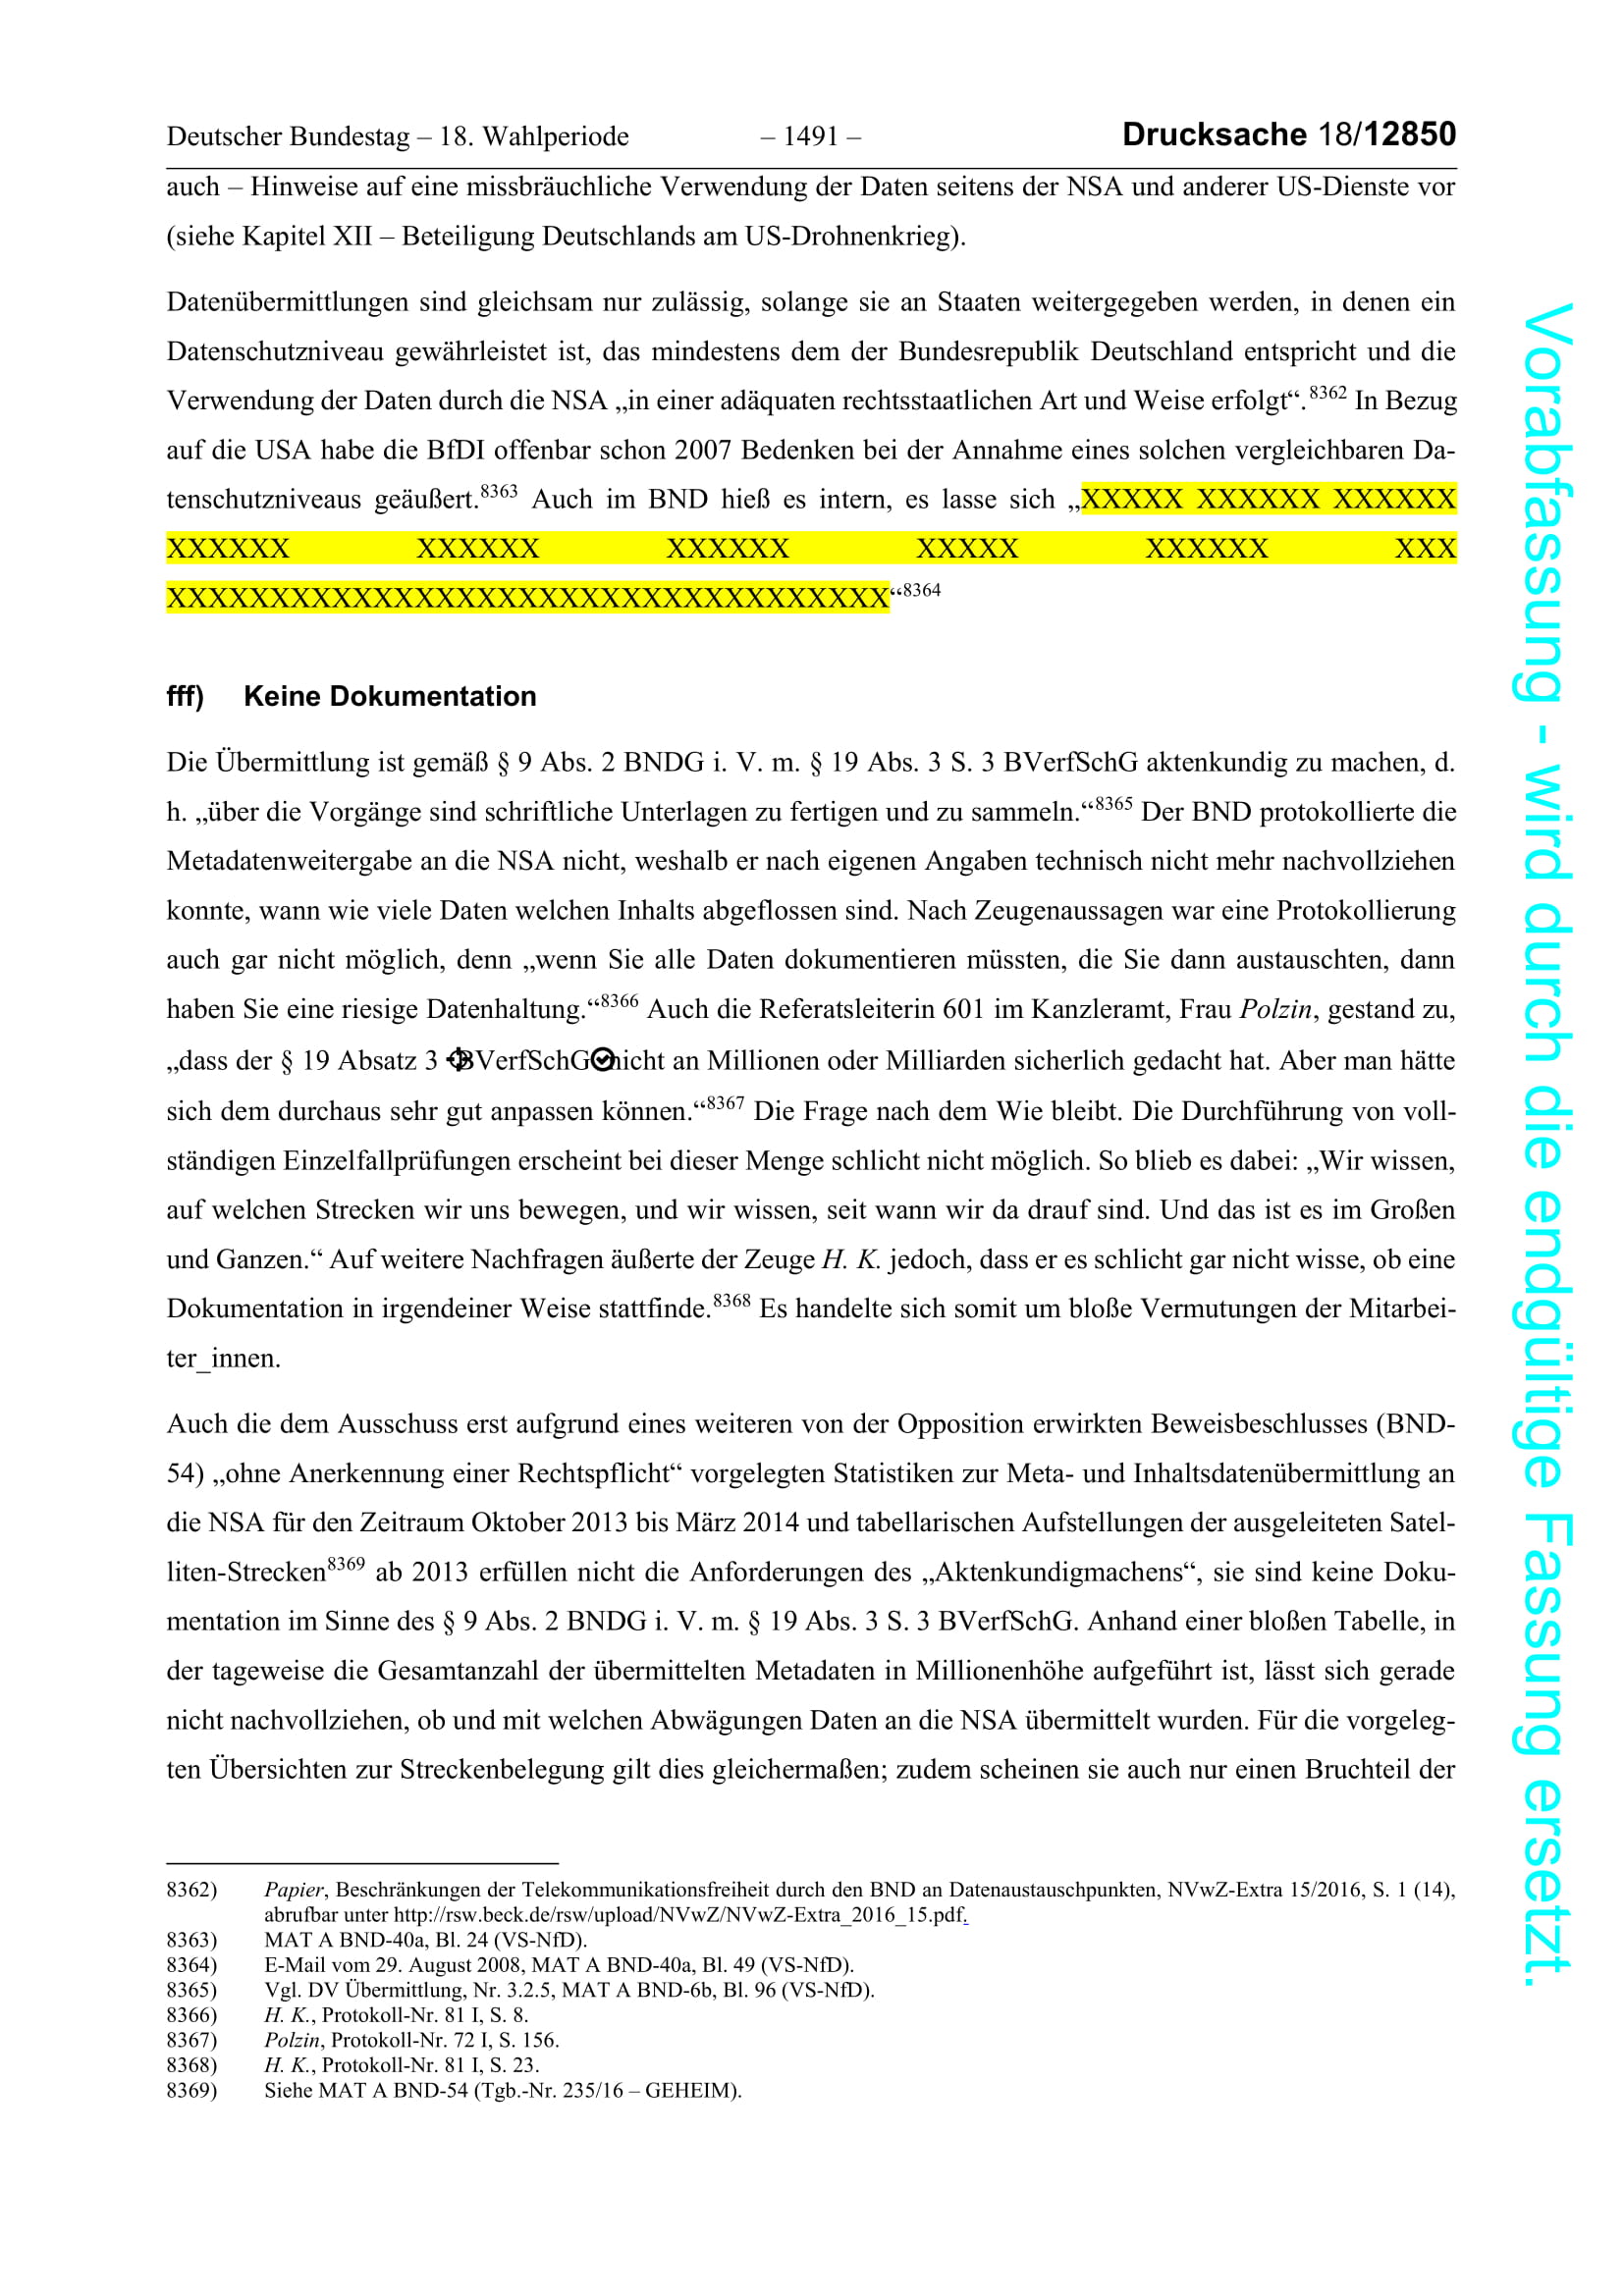 Deutscher Bundestag – 18. Wahlperiode – 1491 – Drucksache 18/12850
auch – Hinweise auf eine missbräuchliche Verwendung der Daten seitens der NSA und anderer US-Dienste vor
(siehe Kapitel XII – Beteiligung Deutschlands am US-Drohnenkrieg).
Datenübermittlungen sind gleichsam nur zulässig, solange sie an Staaten weitergegeben werden, in denen ein
Datenschutzniveau gewährleistet ist, das mindestens dem der Bundesrepublik Deutschland entspricht und die
Verwendung der Daten durch die NSA „in einer adäquaten rechtsstaatlichen Art und Weise erfolgt“.8362 In Bezug
auf die USA habe die BfDI offenbar schon 2007 Bedenken bei der Annahme eines solchen vergleichbaren Da-
tenschutzniveaus geäußert.8363 Auch im BND hieß es intern, es lasse sich „XXXXX XXXXXX XXXXXX
XXXXXX XXXXXX XXXXXX XXXXX XXXXXX XXX
XXXXXXXXXXXXXXXXXXXXXXXXXXXXXXXXXXX“8364
fff) Keine Dokumentation
Die Übermittlung ist gemäß § 9 Abs. 2 BNDG i. V. m. § 19 Abs. 3 S. 3 BVerfSchG aktenkundig zu machen, d.
h. „über die Vorgänge sind schriftliche Unterlagen zu fertigen und zu sammeln.“8365 Der BND protokollierte die
Metadatenweitergabe an die NSA nicht, weshalb er nach eigenen Angaben technisch nicht mehr nachvollziehen
konnte, wann wie viele Daten welchen Inhalts abgeflossen sind. Nach Zeugenaussagen war eine Protokollierung
auch gar nicht möglich, denn „wenn Sie alle Daten dokumentieren müssten, die Sie dann austauschten, dann
haben Sie eine riesige Datenhaltung.“8366 Auch die Referatsleiterin 601 im Kanzleramt, Frau Polzin, gestand zu,
„dass der § 19 Absatz 3 BVerfSchG nicht an Millionen oder Milliarden sicherlich gedacht hat. Aber man hätte
sich dem durchaus sehr gut anpassen können.“8367 Die Frage nach dem Wie bleibt. Die Durchführung von voll-
ständigen Einzelfallprüfungen erscheint bei dieser Menge schlicht nicht möglich. So blieb es dabei: „Wir wissen,
auf welchen Strecken wir uns bewegen, und wir wissen, seit wann wir da drauf sind. Und das ist es im Großen
und Ganzen.“ Auf weitere Nachfragen äußerte der Zeuge H. K. jedoch, dass er es schlicht gar nicht wisse, ob eine
Dokumentation in irgendeiner Weise stattfinde.8368 Es handelte sich somit um bloße Vermutungen der Mitarbei-
ter_innen.
Auch die dem Ausschuss erst aufgrund eines weiteren von der Opposition erwirkten Beweisbeschlusses (BND-
54) „ohne Anerkennung einer Rechtspflicht“ vorgelegten Statistiken zur Meta- und Inhaltsdatenübermittlung an
die NSA für den Zeitraum Oktober 2013 bis März 2014 und tabellarischen Aufstellungen der ausgeleiteten Satel-
liten-Strecken8369 ab 2013 erfüllen nicht die Anforderungen des „Aktenkundigmachens“, sie sind keine Doku-
mentation im Sinne des § 9 Abs. 2 BNDG i. V. m. § 19 Abs. 3 S. 3 BVerfSchG. Anhand einer bloßen Tabelle, in
der tageweise die Gesamtanzahl der übermittelten Metadaten in Millionenhöhe aufgeführt ist, lässt sich gerade
nicht nachvollziehen, ob und mit welchen Abwägungen Daten an die NSA übermittelt wurden. Für die vorgeleg-
ten Übersichten zur Streckenbelegung gilt dies gleichermaßen; zudem scheinen sie auch nur einen Bruchteil der
8362) Papier, Beschränkungen der Telekommunikationsfreiheit durch den BND an Datenaustauschpunkten, NVwZ-Extra 15/2016, S. 1 (14),
abrufbar unter http://rsw.beck.de/rsw/upload/NVwZ/NVwZ-Extra_2016_15.pdf.
8363) MAT A BND-40a, Bl. 24 (VS-NfD).
8364) E-Mail vom 29. August 2008, MAT A BND-40a, Bl. 49 (VS-NfD).
8365) Vgl. DV Übermittlung, Nr. 3.2.5, MAT A BND-6b, Bl. 96 (VS-NfD).
8366) H. K., Protokoll-Nr. 81 I, S. 8.
8367) Polzin, Protokoll-Nr. 72 I, S. 156.
8368) H. K., Protokoll-Nr. 81 I, S. 23.
8369) Siehe MAT A BND-54 (Tgb.-Nr. 235/16 – GEHEIM).
Vorabfassung - wird durch die endgültige Fassung ersetzt.